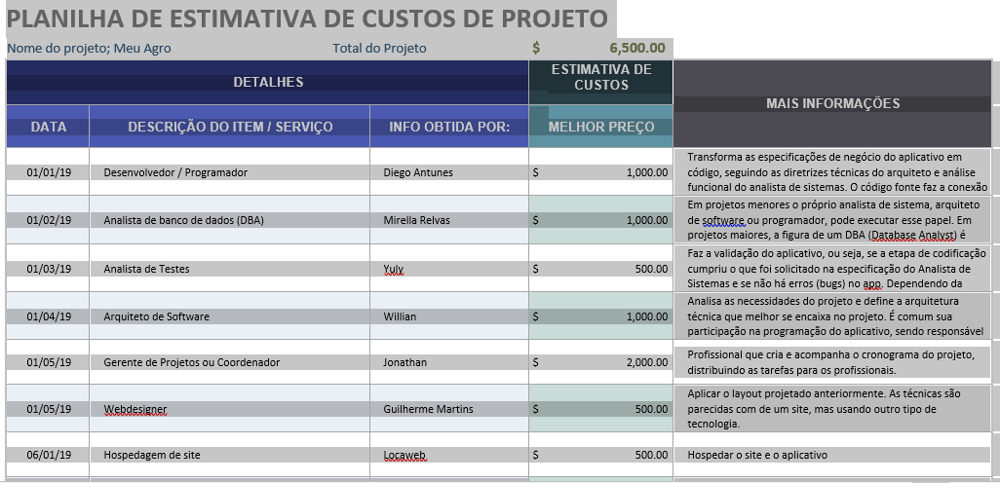 PLANILHA DE ESTIMATIVA DE CUSTOS DE PROJETO
Nome do projeto; Meu Agro Total do Projeto $ 6,500.00
DETALHES
ESTIMATIVA DE
CUSTOS
MAIS INFORMAÇÕES
DATA DESCRIÇÃO DO ITEM / SERVIÇO INFO OBTIDA POR: MELHOR PREÇO
01/01/19 Desenvolvedor / Programador Diego Antunes $ 1,000.00
Transforma as especificações de negócio do aplicativo em
código, seguindo as diretrizes técnicas do arquiteto e análise
funcional do analista de sistemas. O código fonte faz a conexão
01/02/19 Analista de banco de dados (DBA) Mirella Relvas $ 1,000.00
Em projetos menores o próprio analista de sistema, arquiteto
de software ou programador, pode executar esse papel. Em
projetos maiores, a figura de um DBA (Database Analyst) é
01/03/19 Analista de Testes Yuly $ 500.00
Faz a validação do aplicativo, ou seja, se a etapa de codificação
cumpriu o que foi solicitado na especificação do Analista de
Sistemas e se não há erros (bugs) no app. Dependendo da
01/04/19 Arquiteto de Software Willian $ 1,000.00
Analisa as necessidades do projeto e define a arquitetura
técnica que melhor se encaixa no projeto. É comum sua
participação na programação do aplicativo, sendo responsável
01/05/19 Gerente de Projetos ou Coordenador Jonathan $ 2,000.00
Profissional que cria e acompanha o cronograma do projeto,
distribuindo as tarefas para os profissionais.
01/05/19 Webdesigner Guilherme Martins $ 500.00
Aplicar o layout projetado anteriormente. As técnicas são
parecidas com de um site, mas usando outro tipo de
tecnologia.
06/01/19 Hospedagem de site Locaweb $ 500.00
Hospedar o site e o aplicativo